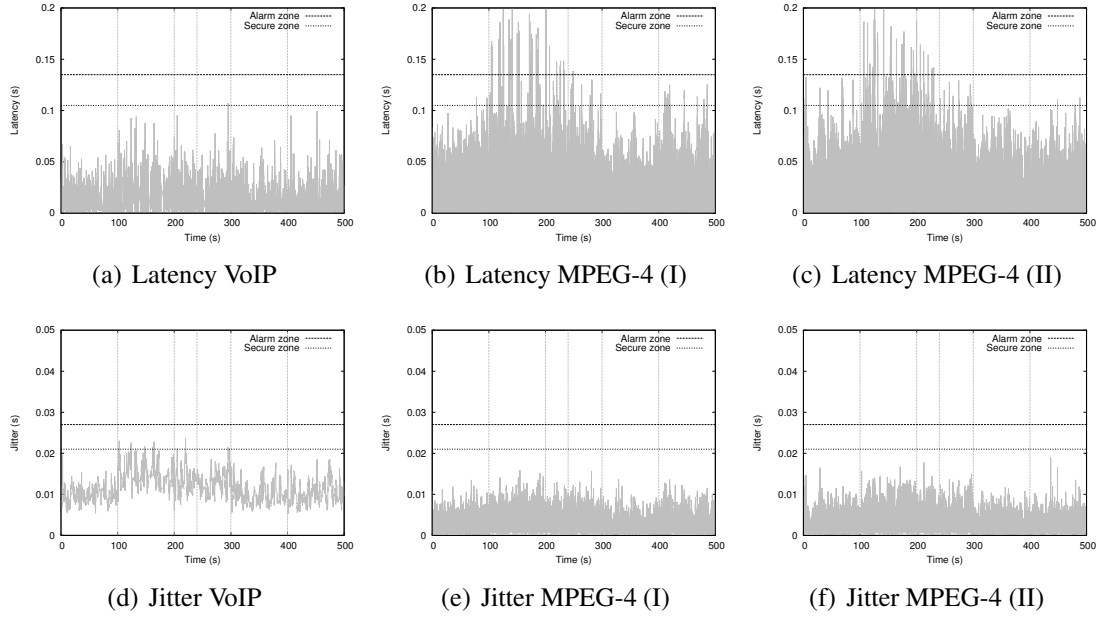 Alarm zone
Secure zone
0.2
0.15
0.1
0.05
0
Latency (s)
0 100 200 300 400 500
Time (s)
(a) Latency VoIP
Alarm zone
Secure zone
0.2
0.15
0.1
0.05
0
Latency (s)
0 100 200 300 400 500
Time (s)
(b) Latency MPEG-4 (I)
Alarm zone
Secure zone
0.2
0.15
0.1
0.05
0
Latency (s)
0 100 200 300 400 500
Time (s)
(c) Latency MPEG-4 (II)
Alarm zone
Secure zone
0.05
0.04
0.03
0.02
0.01
0
Jitter (s)
0 100 200 300 400 500
Time (s)
(d) Jitter VoIP
Alarm zone
Secure zone
0.05
0.04
0.03
0.02
0.01
0
Jitter (s)
0 100 200 300 400 500
Time (s)
(e) Jitter MPEG-4 (I)
Alarm zone
Secure zone
0.05
0.04
0.03
0.02
0.01
0
Jitter (s)
0 100 200 300 400 500
Time (s)
(f) Jitter MPEG-4 (II)